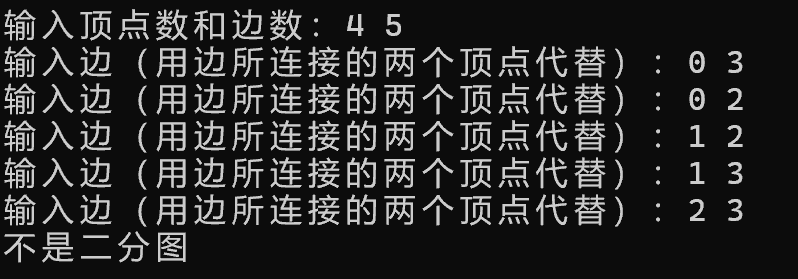 输入顶点数和边数：4 5
输入边（用边所连接的两个顶点代替）：0 3
输入边（用边所连接的两个顶点代替）：0 2
输入边（用边所连接的两个顶点代替）：1 2
输入边（用边所连接的两个顶点代替）：1 3
输入边（用边所连接的两个顶点代替）：2 3
不是二分图